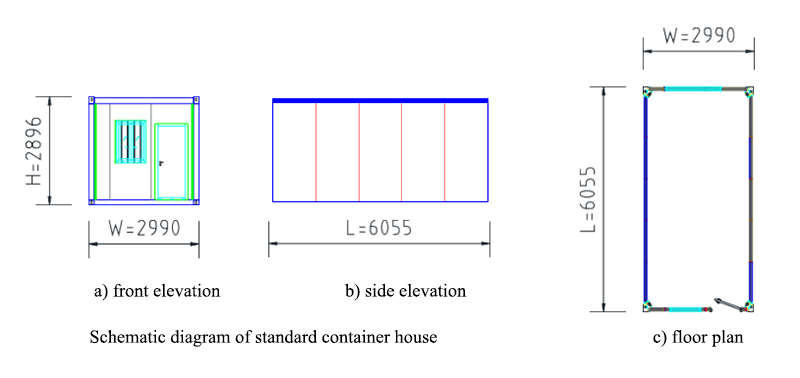 H=2896
W=2990
a) front elevation
L=6055
b) side elevation
Schematic diagram of standard container house
W=2990
L=6055
c) floor plan